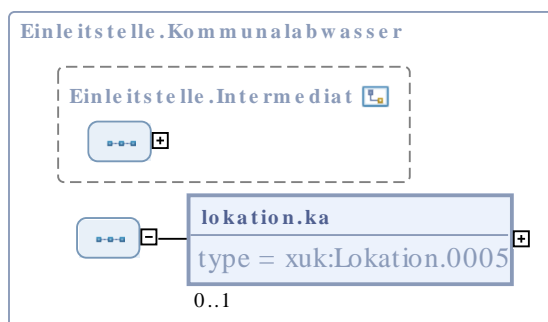 Einleitstelle.Kommunalabwasser
Einleitstelle.Intermediat
lokation.ka
type = xuk:Lokation.0005
0..1